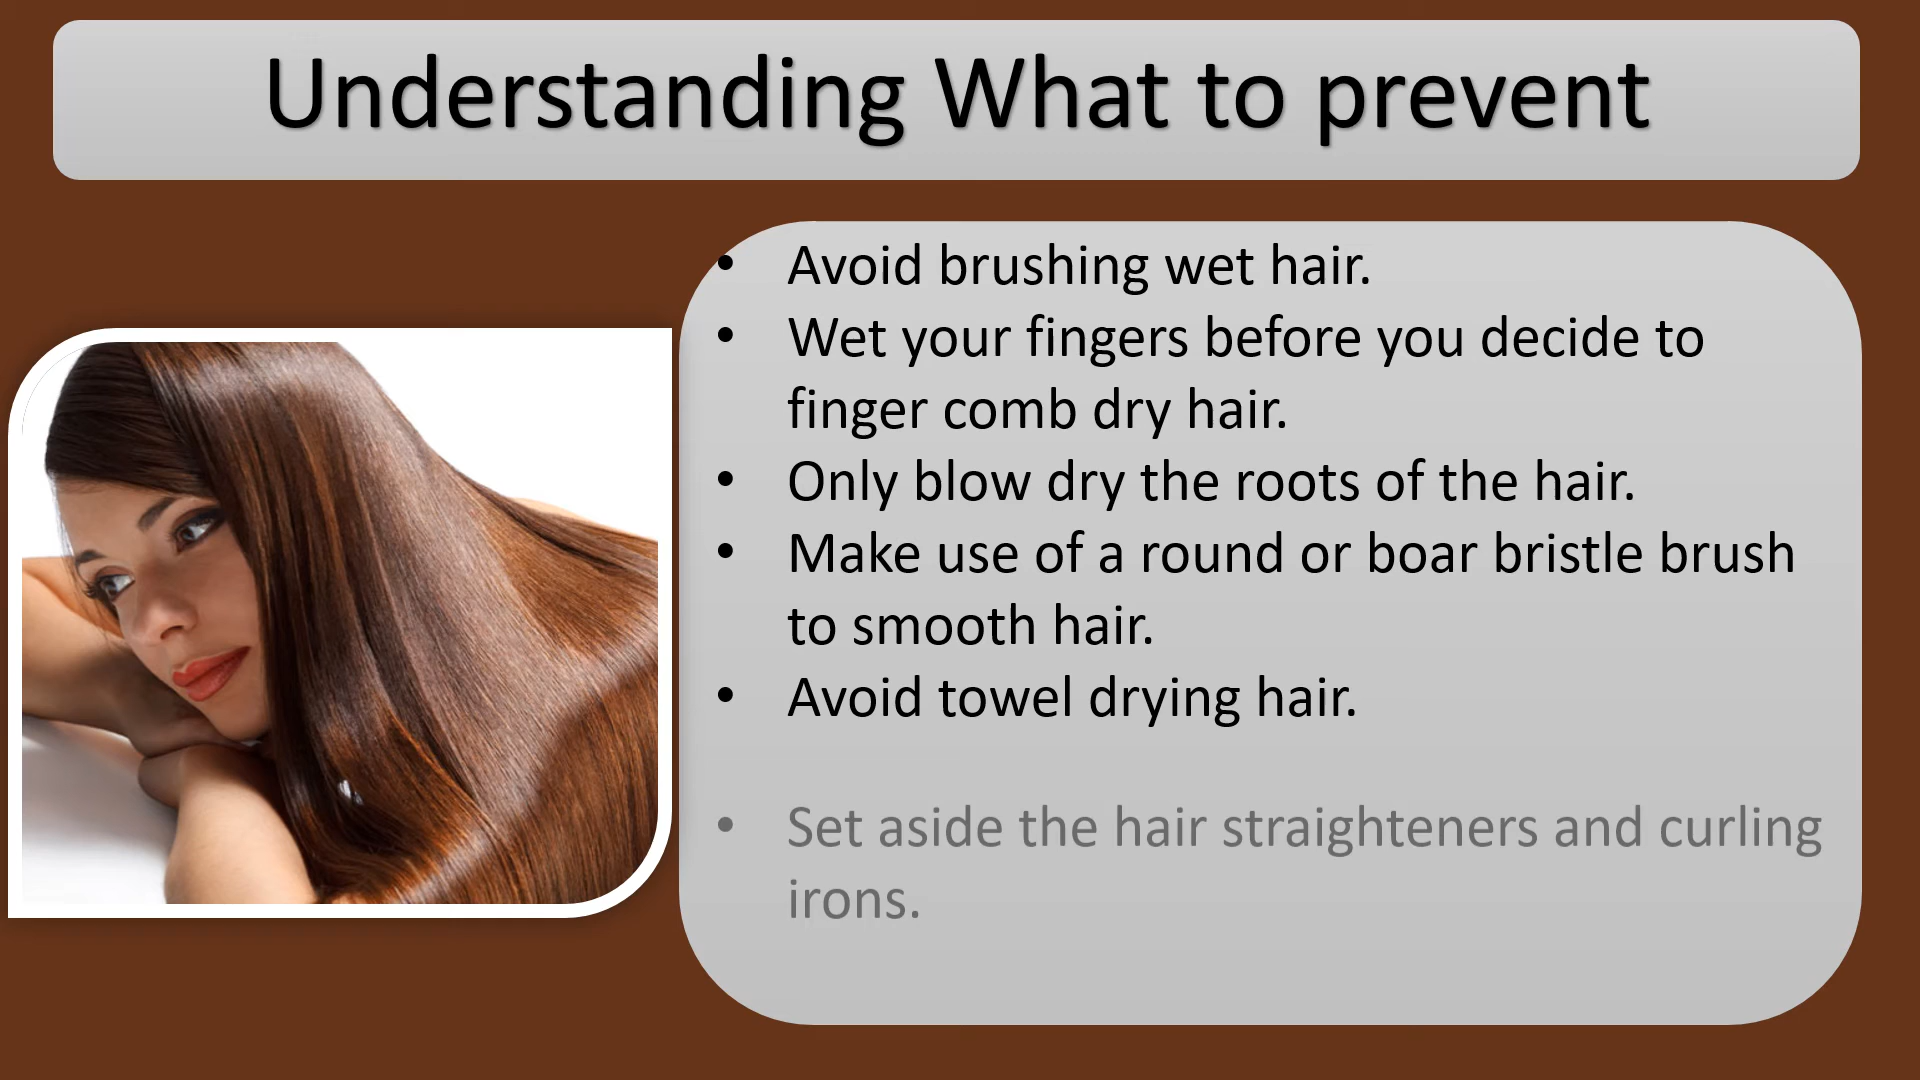 Understanding What to prevent
• Avoid brushing wet hair.
• Wet your fingers before you decide to
finger comb dry hair.
• Only blow dry the roots of the hair.
• Make use of a round or boar bristle brush
to smooth hair.
• Avoid towel drying hair.
• Set aside the hair straighteners and curling
irons.